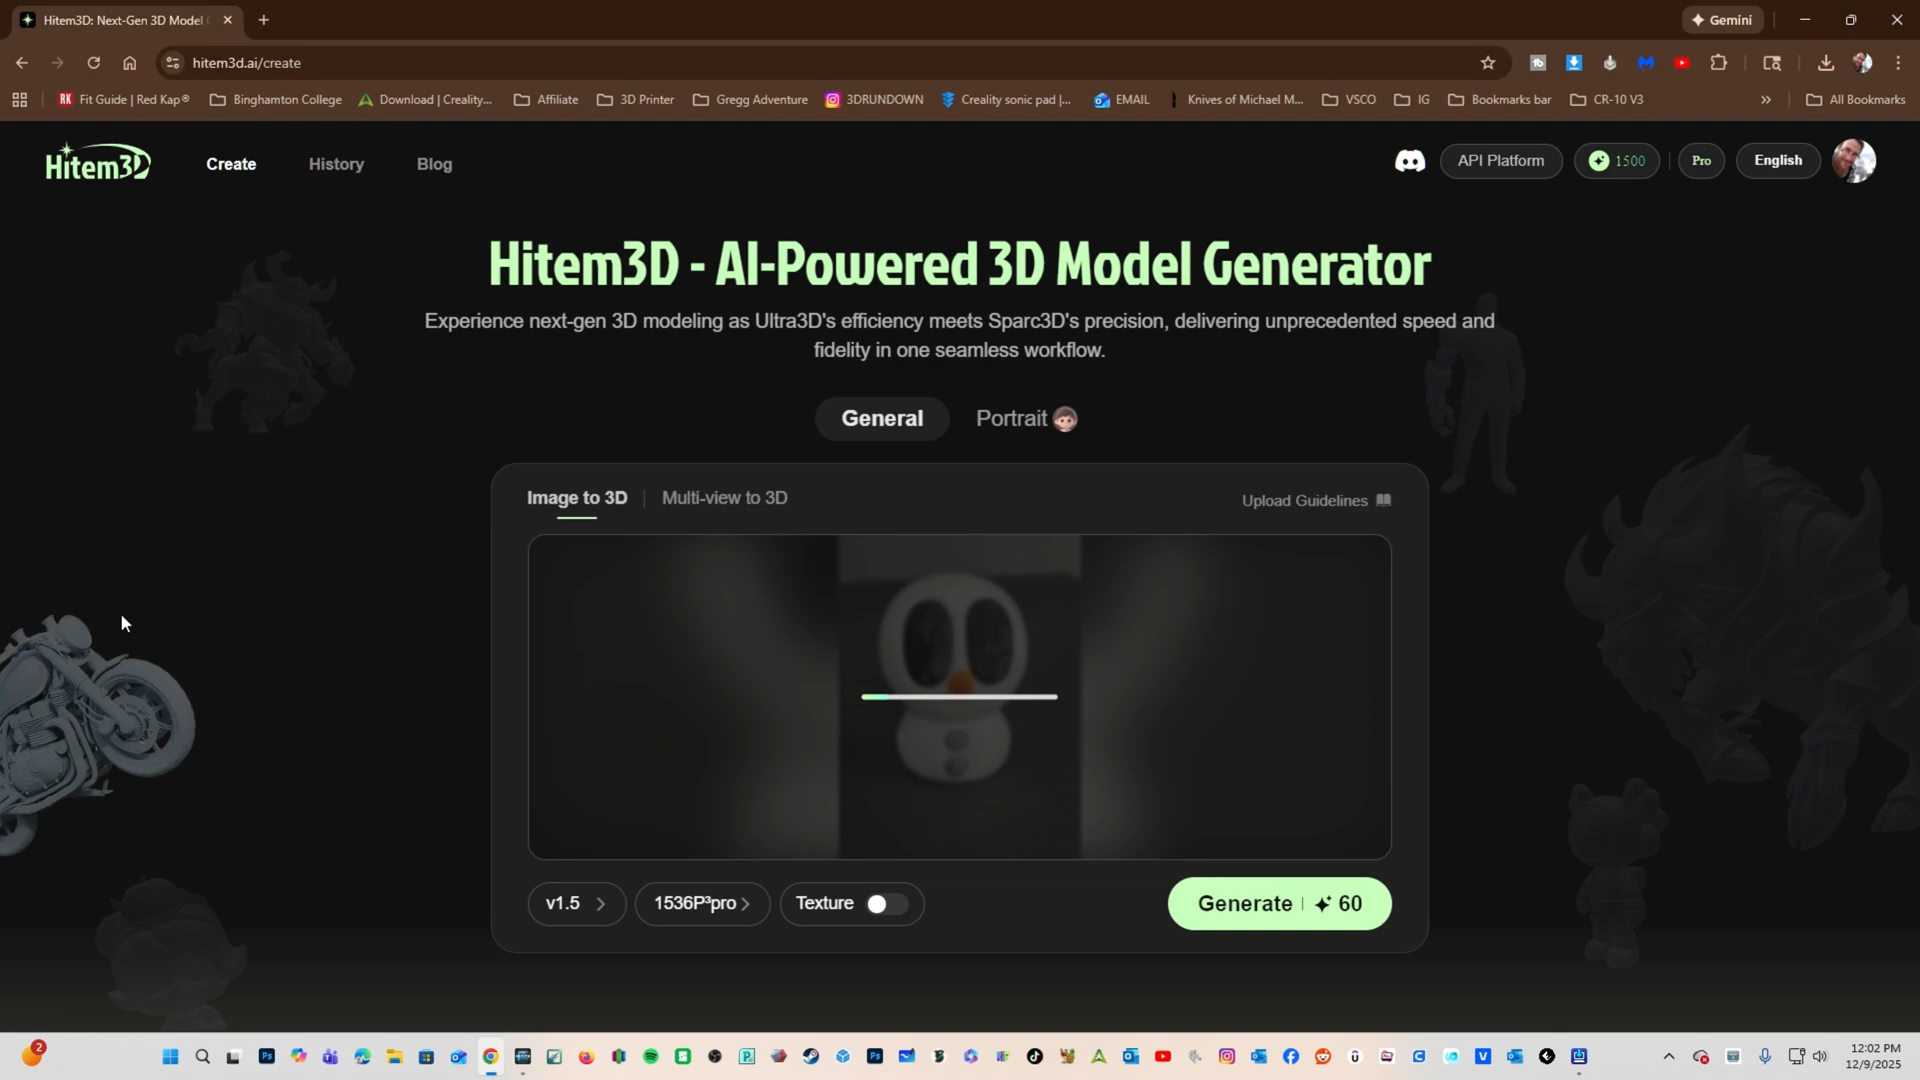 Hitem3D: Next-Gen 3D Model
Gemini
hitem3d.ai/create
Fit Guide | Red Kap®
Binghamton College
Download | Creality...
Affiliate
3D Printer
Gregg Adventure
3DRUNDOWN
Creality sonic pad |...
EMAIL
Knives of Michael M...
VSCO
IG
Bookmarks bar
CR-10 V3
All Bookmarks
Hitem3D
Create
History
Blog
API Platform
1500
Pro
English
Hitem3D - AI-Powered 3D Model Generator
Experience next-gen 3D modeling as Ultra3D's efficiency meets Sparc3D's precision, delivering unprecedented speed and
fidelity in one seamless workflow.
General
Portrait
Image to 3D
Multi-view to 3D
Upload Guidelines
v1.5
1536P³pro
Texture
Generate
60
2
12:02 PM
12/9/2025